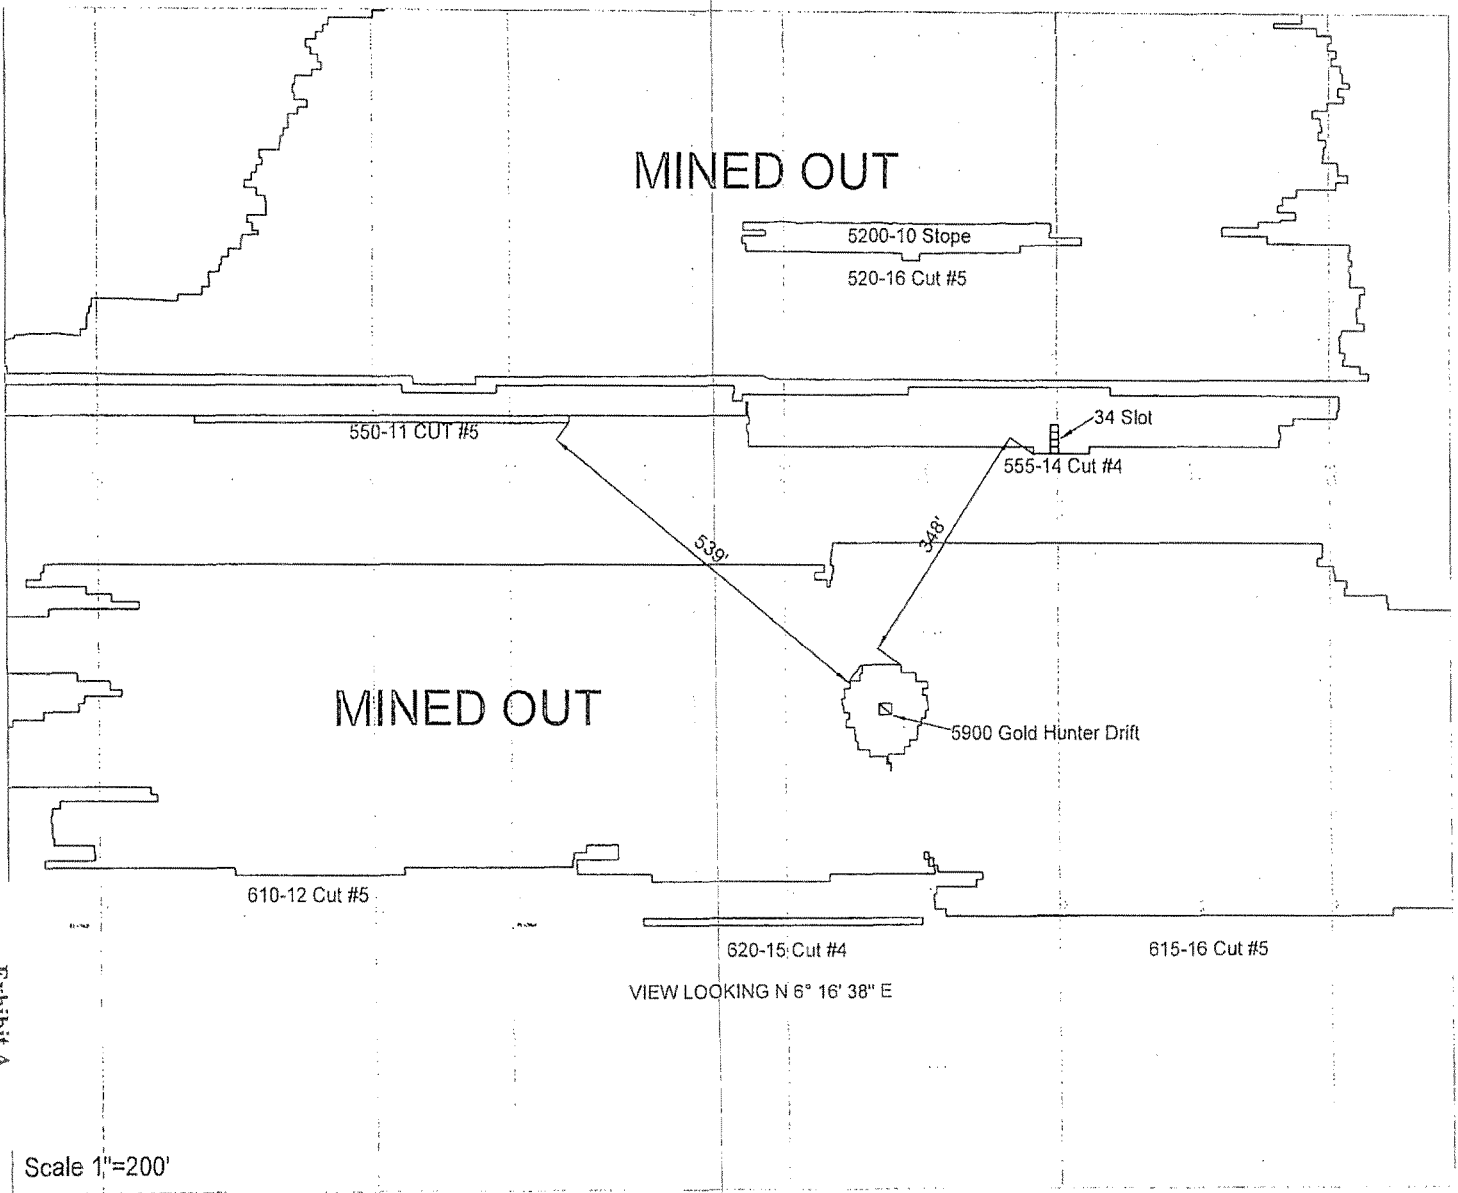 MINED OUT
5200-10 Stope
520-16 Cut #5
34 Slot
550-11 CUT #5
555-14 Cut #4
539'
348'
MINED OUT
5900 Gold Hunter Drift
610-12 Cut #5
620-15 Cut #4
615-16 Cut #5
VIEW LOOKING N 6° 16' 38" E
Exhibit A
Scale 1"=200'